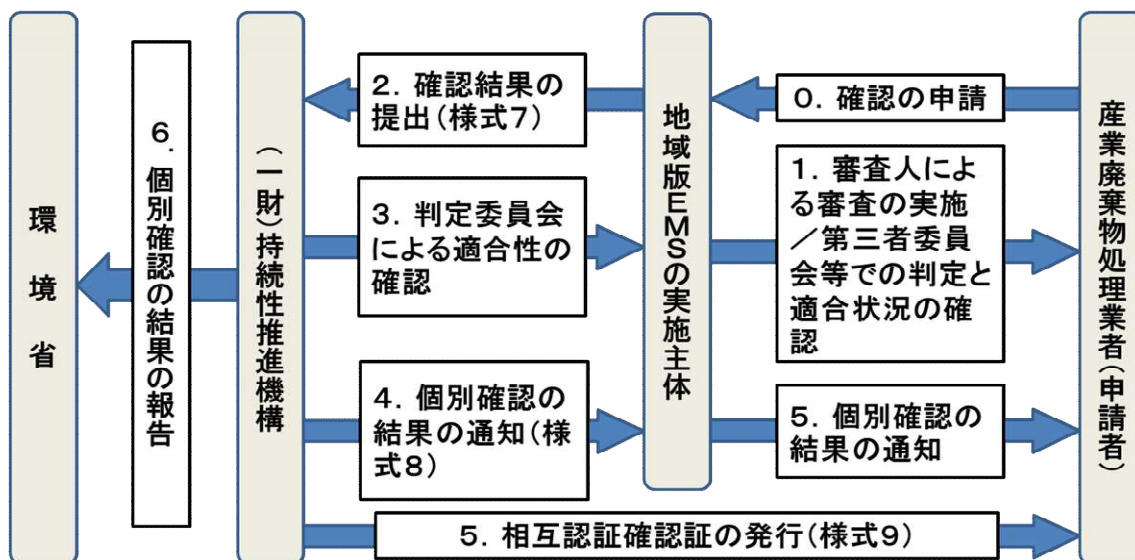 環境省
6．個別確認の結果の報告
（一財）持続性推進機構
2．確認結果の
提出（様式7）
3．判定委員会
による適合性の
確認
4．個別確認の
結果の通知（様
式8）
地域版EMSの実施主体
0．確認の申請
1．審査人によ
る審査の実施
／第三者委員
会等での判定と
適合状況の確
認
5．個別確認の
結果の通知
5．相互認証確認証の発行（様式9）
産業廃棄物処理業者（申請者）